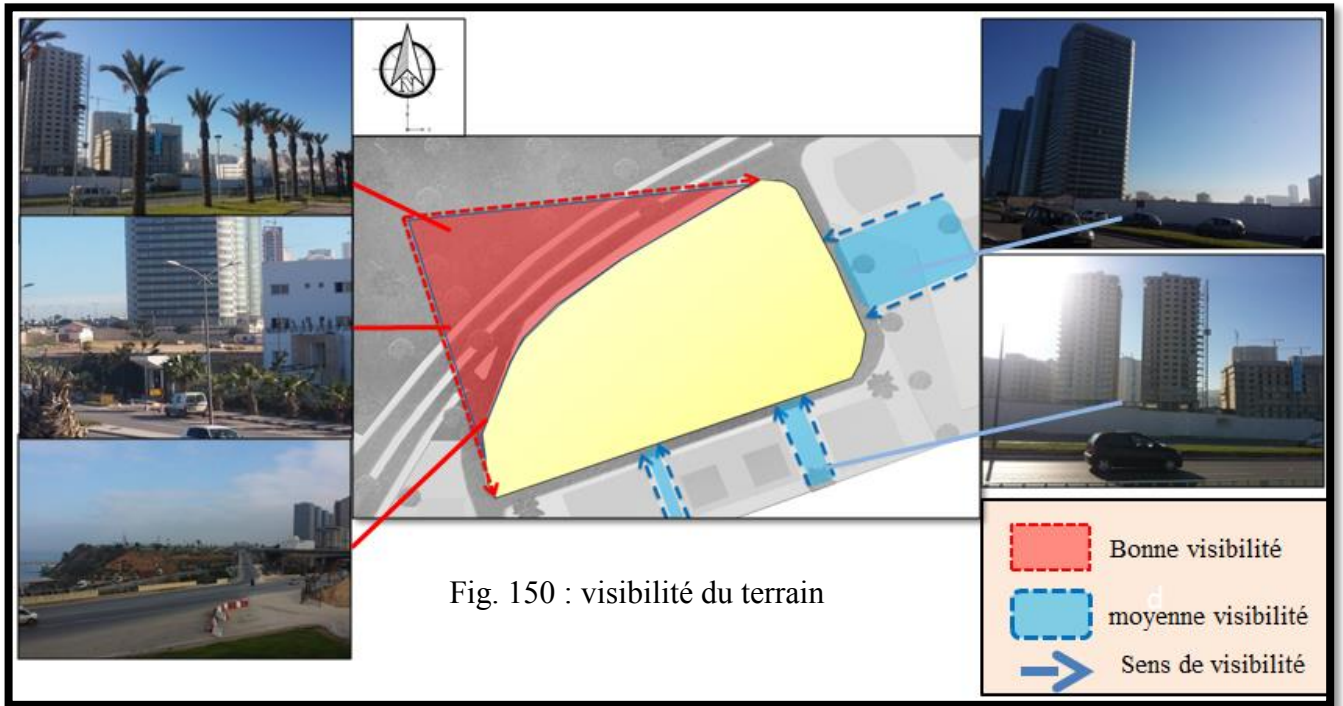 N
Fig. 150 : visibilité du terrain
Bonne visibilité
d
moyenne visibilité
Sens de visibilité